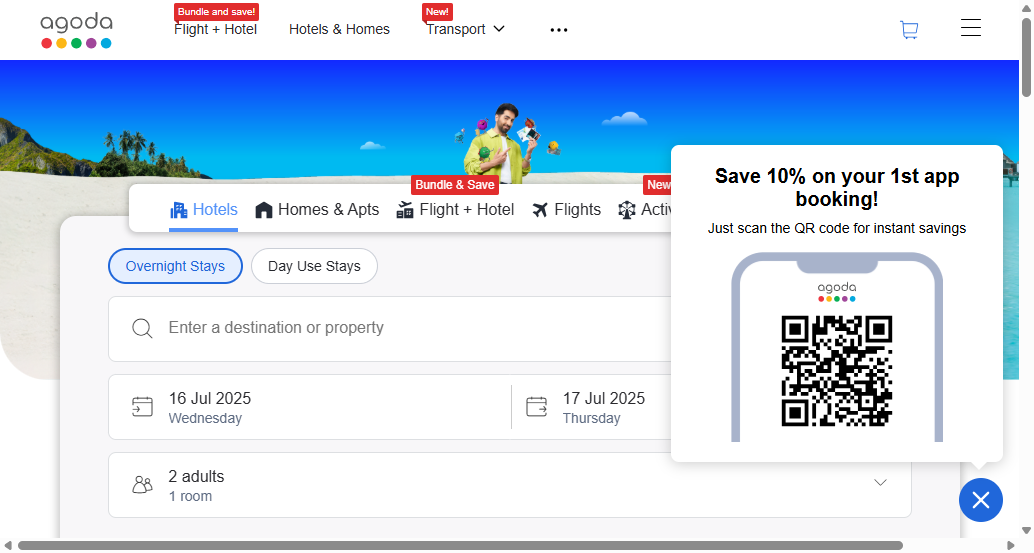 agoda
Bundle and save!
Flight + Hotel
Hotels & Homes
New!
Transport
Bundle & Save
New
Hotels
Homes & Apts
Flight + Hotel
Flights
Activ
Overnight Stays
Day Use Stays
Enter a destination or property
16 Jul 2025
Wednesday
17 Jul 2025
Thursday
2 adults
1 room
Save 10% on your 1st app
booking!
Just scan the QR code for instant savings
agoda